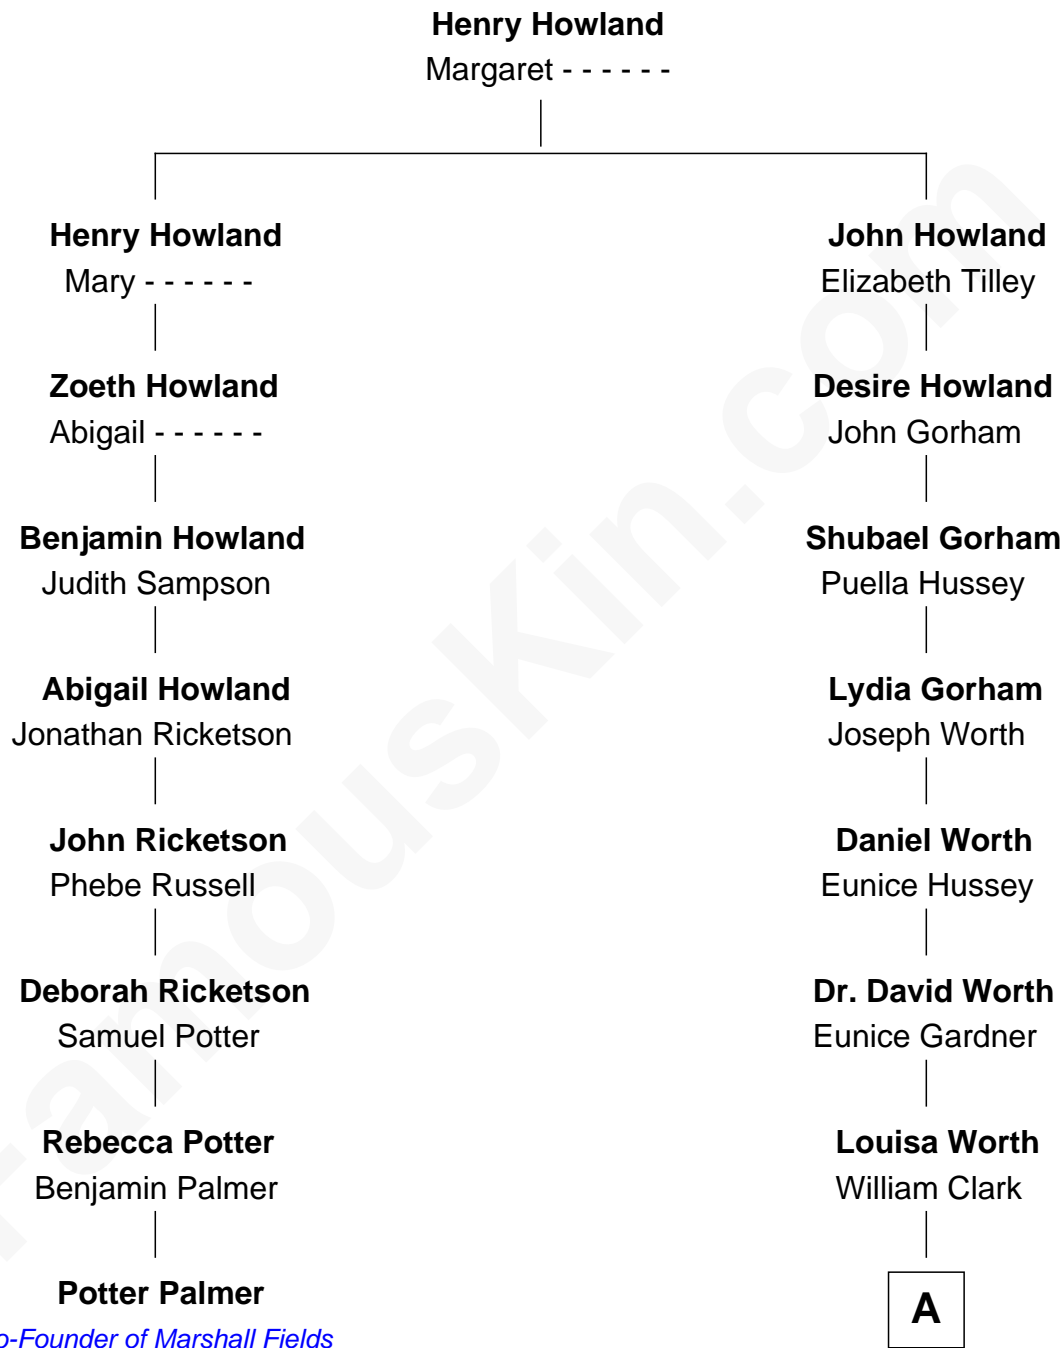 Henry Howland
Margaret - - - - - -
Henry Howland
Mary - - - - - -
John Howland
Elizabeth Tilley
Zoeth Howland
Abigail - - - - - -
Desire Howland
John Gorham
Benjamin Howland
Judith Sampson
Shubael Gorham
Puella Hussey
Abigail Howland
Jonathan Ricketson
Lydia Gorham
Joseph Worth
John Ricketson
Phebe Russell
Daniel Worth
Eunice Hussey
Deborah Ricketson
Samuel Potter
Dr. David Worth
Eunice Gardner
Rebecca Potter
Benjamin Palmer
Louisa Worth
William Clark
Potter Palmer
o-Founder of Marshall Fields
A
FamousKin.com